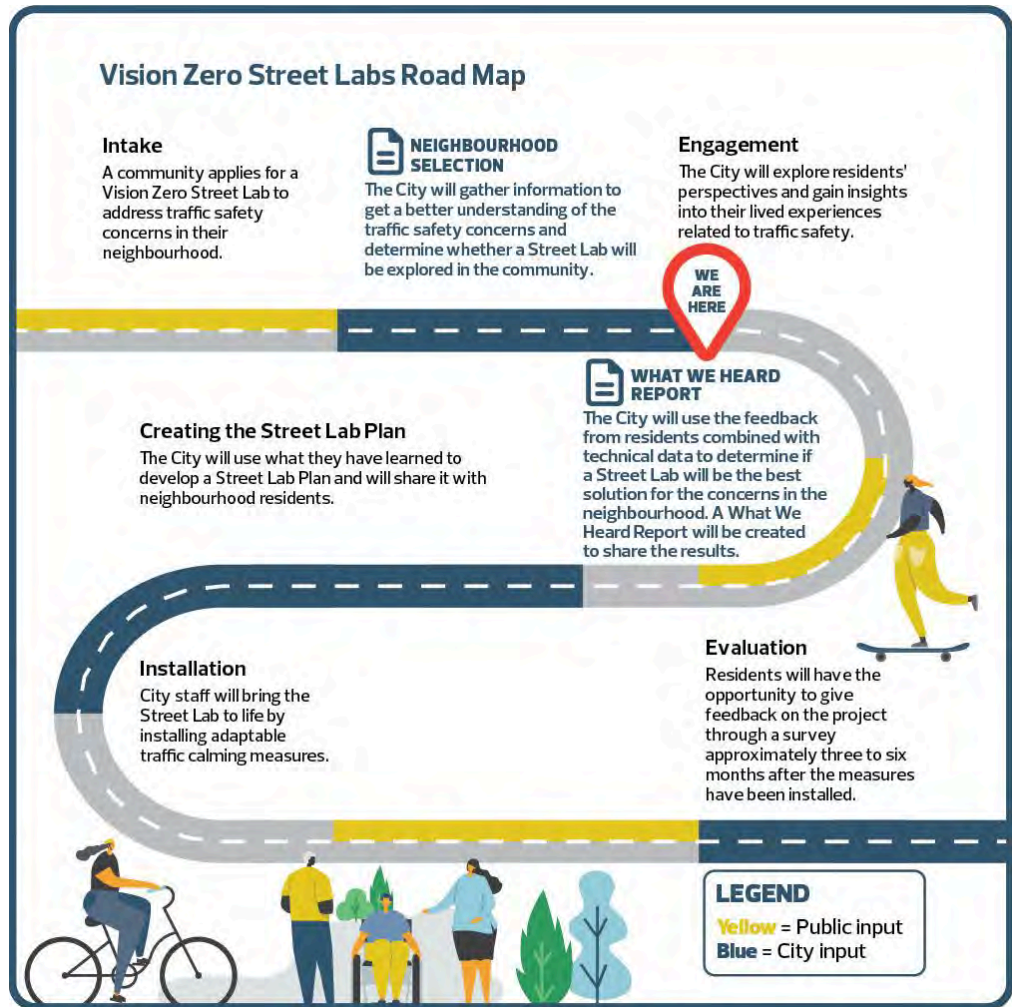 Vision Zero Street Labs Road Map
Intake
A community applies for a
Vision Zero Street Lab to
address traffic safety
concerns in their
neighbourhood.
NEIGHBOURHOOD
SELECTION
The City will gather information to
get a better understanding of the
traffic safety concerns and
determine whether a Street Lab will
be explored in the community.
Engagement
The City will explore residents'
perspectives and gain insights
into their lived experiences
related to traffic safety.
WE
ARE
HERE
WHAT WE HEARD
REPORT
The City will use the feedback
from residents combined with
technical data to determine if
a Street Lab will be the best
solution for the concerns in the
neighbourhood. A What We
Heard Report will be created
to share the results.
Creating the Street Lab Plan
The City will use what they have learned to
develop a Street Lab Plan and will share it with
neighbourhood residents.
Installation
City staff will bring the
Street Lab to life by
installing adaptable
traffic calming measures.
Evaluation
Residents will have the
opportunity to give
feedback on the project
through a survey
approximately three to six
months after the measures
have been installed.
LEGEND
Yellow = Public input
Blue = City input